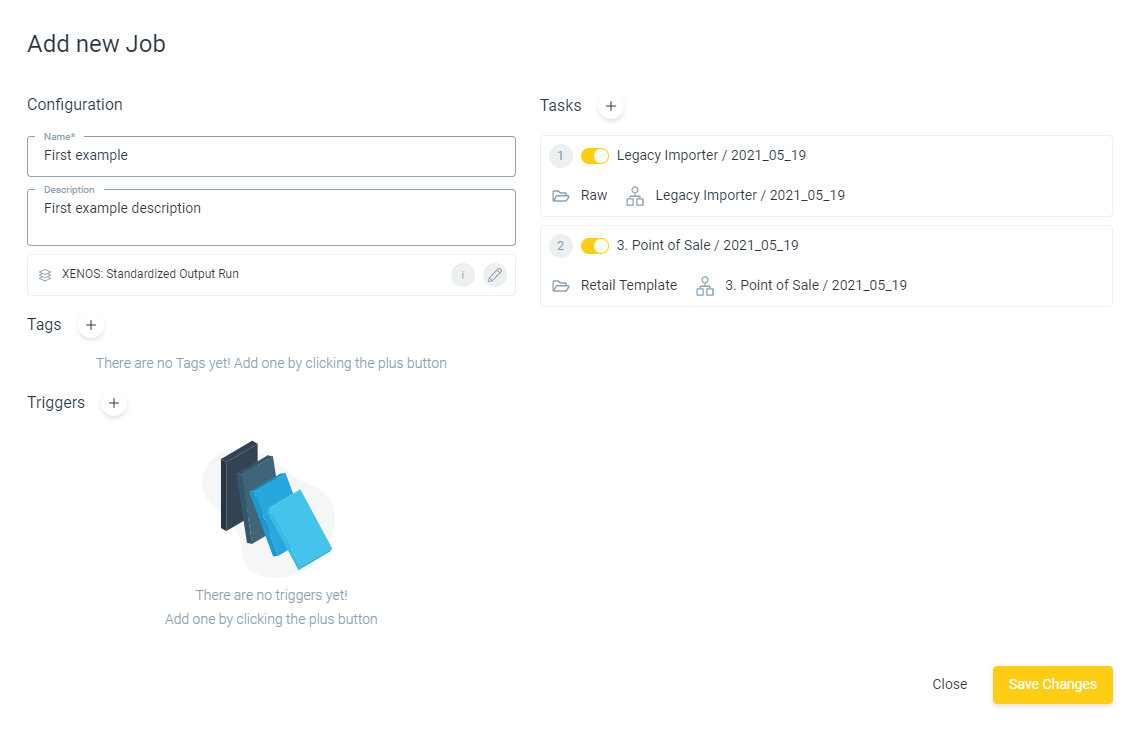 Add new Job
Configuration
Name*
First example
Description
First example description
XENOS: Standardized Output Run
i
Tags +
There are no Tags yet! Add one by clicking the plus button
Triggers +
There are no triggers yet!
Add one by clicking the plus button
Tasks +
1 Legacy Importer / 2021_05_19
Raw Legacy Importer / 2021_05_19
2 3. Point of Sale / 2021_05_19
Retail Template 3. Point of Sale / 2021_05_19
Close Save Changes